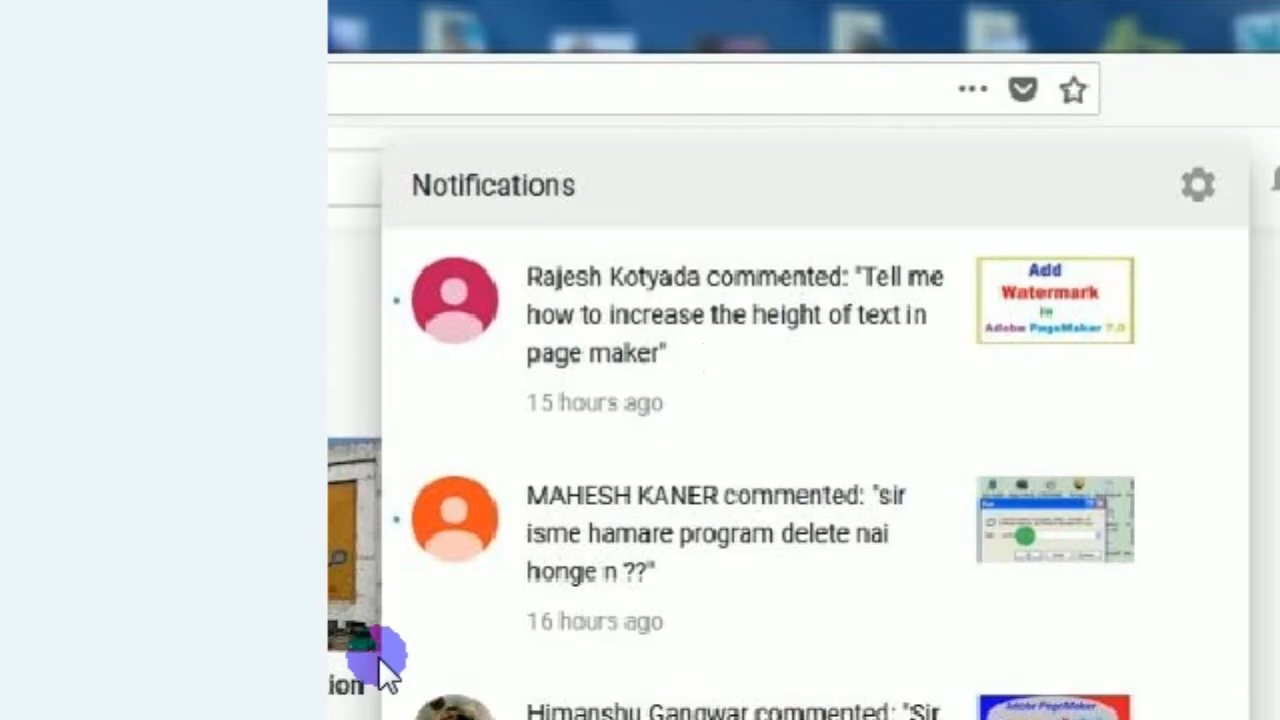 Notifications
Rajesh Kotyada commented: "Tell me
how to increase the height of text in
page maker"
15 hours ago
Add
Watermark
in
Adobe PageMaker 7.0
MAHESH KANER commented: "sir
isme hamare program delete nai
honge n ??"
16 hours ago
ion
Himanshu Gangwar commented: "Sir
Adobe PageMaker